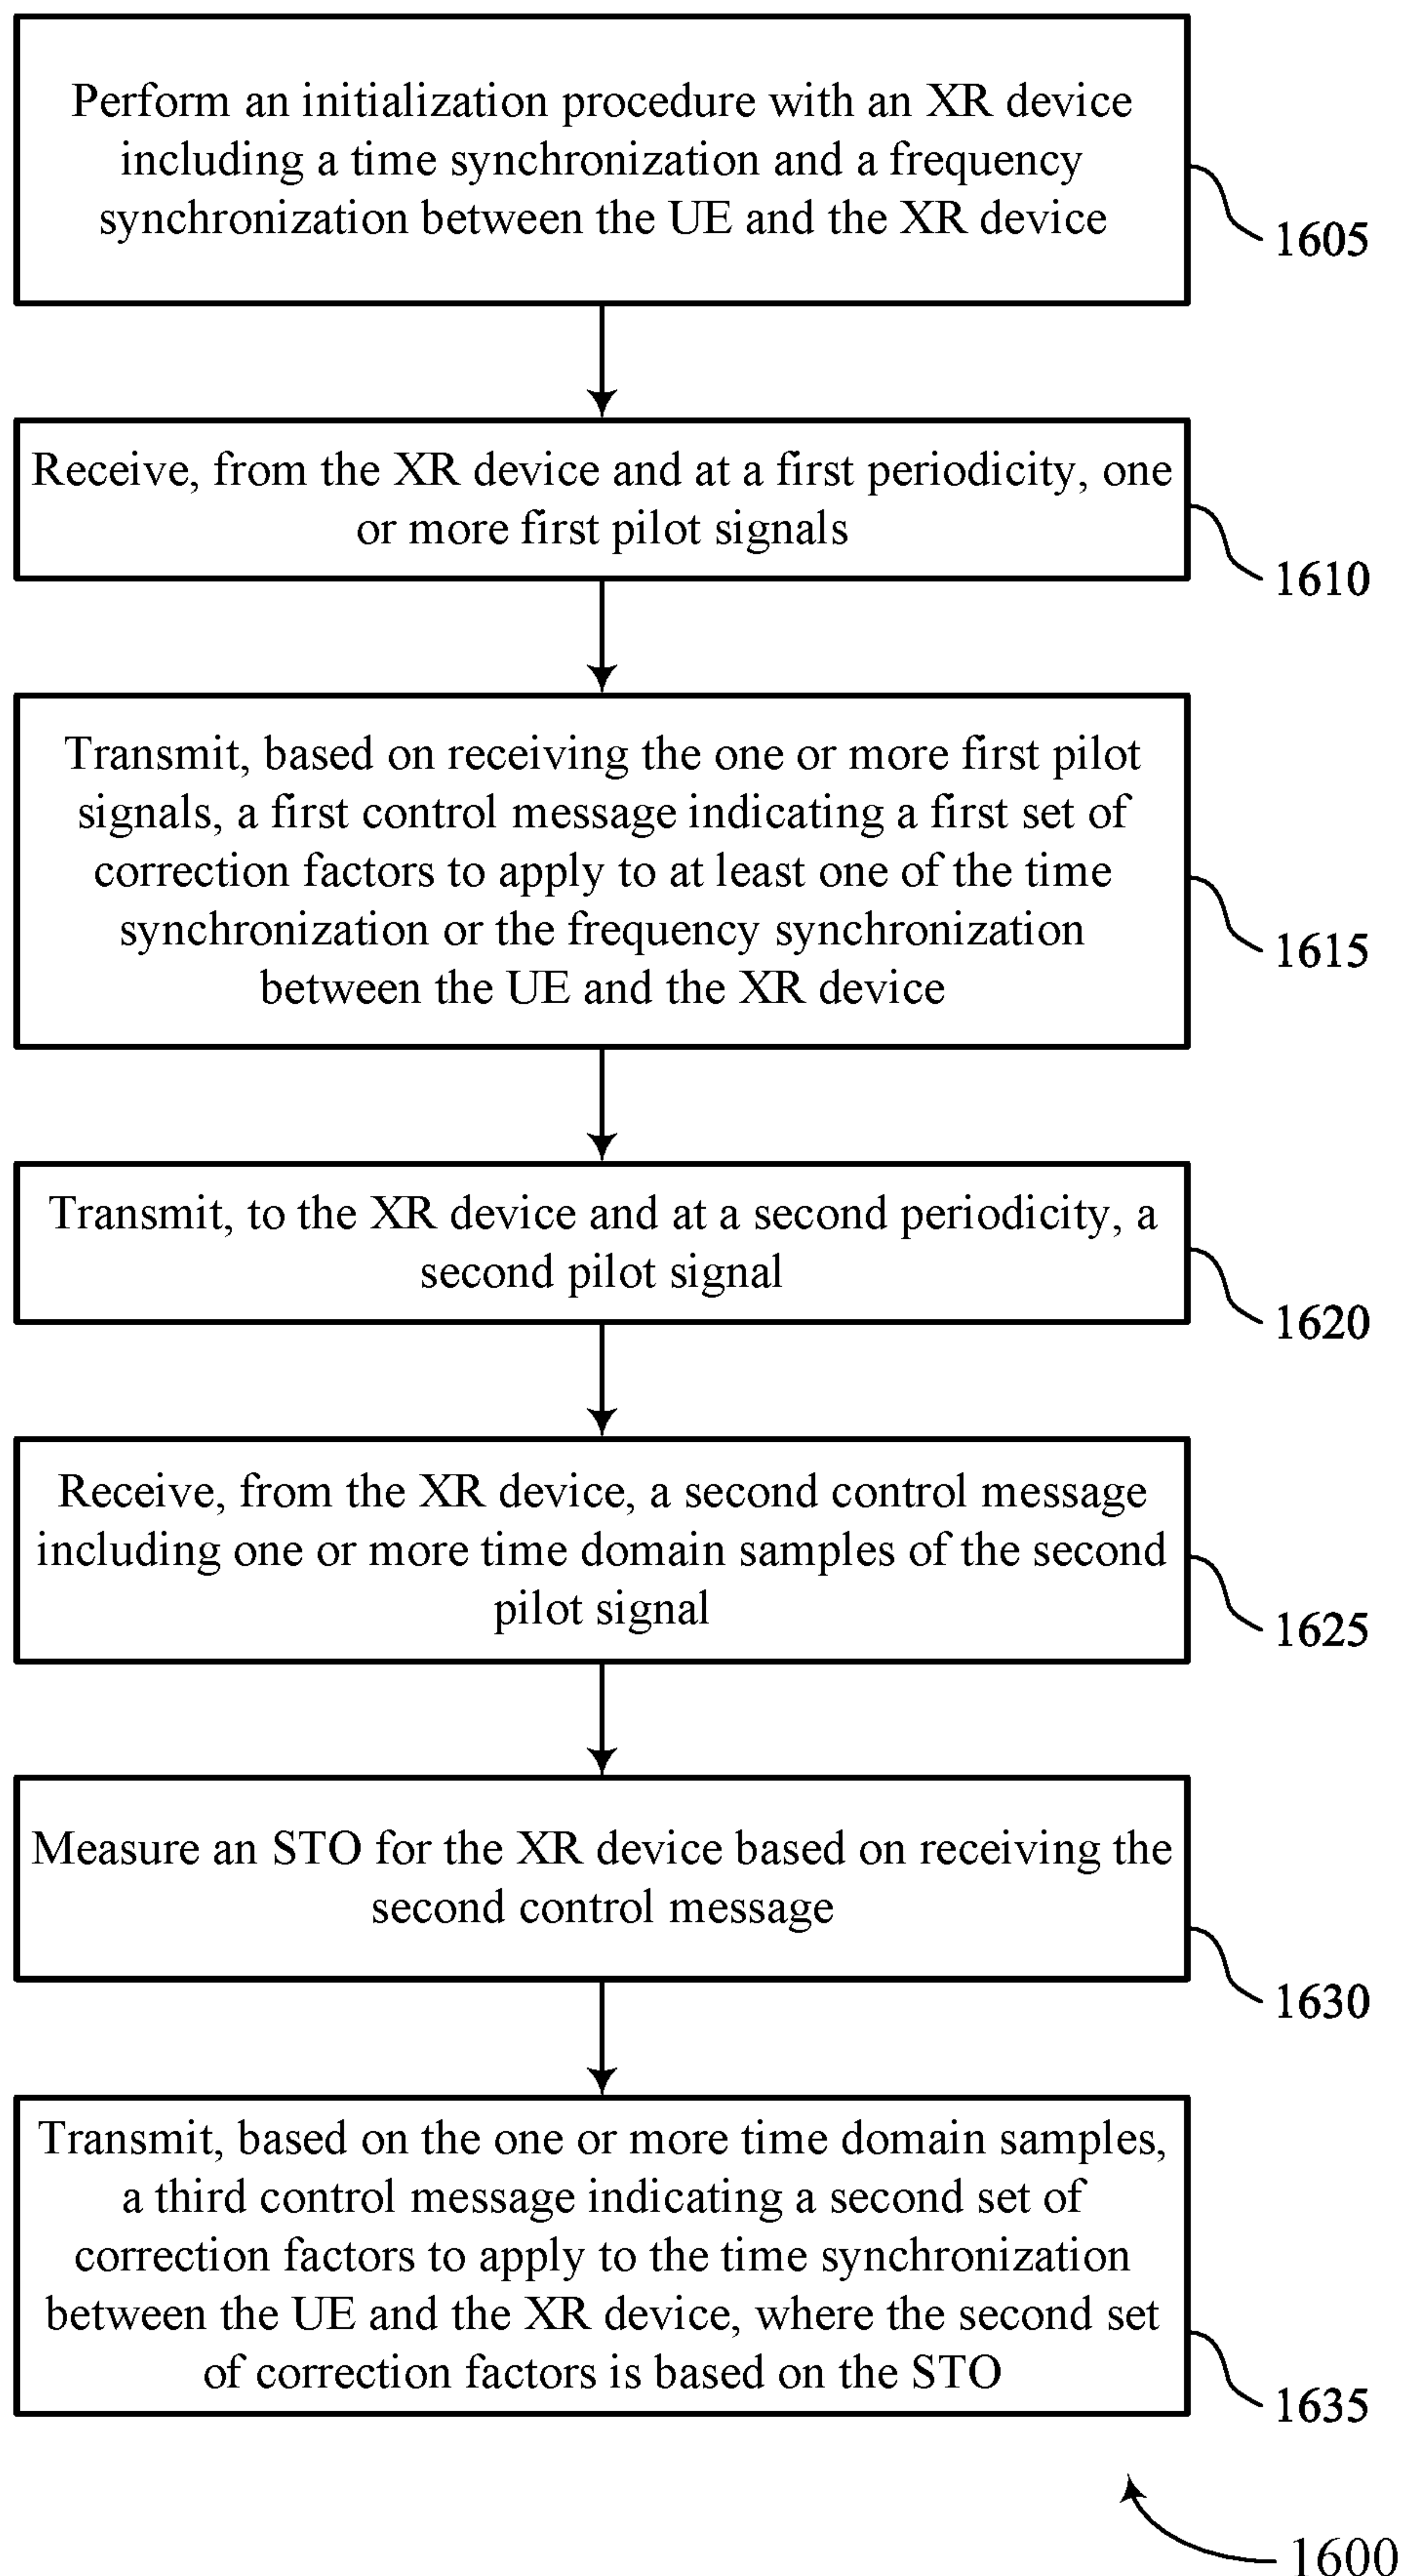 Perform an initialization procedure with an XR device
including a time synchronization and a frequency
synchronization between the UE and the XR device
1605
Receive, from the XR device and at a first periodicity, one
or more first pilot signals
1610
Transmit, based on receiving the one or more first pilot
signals, a first control message indicating a first set of
correction factors to apply to at least one of the time
synchronization or the frequency synchronization
between the UE and the XR device
1615
Transmit, to the XR device and at a second periodicity, a
second pilot signal
1620
Receive, from the XR device, a second control message
including one or more time domain samples of the second
pilot signal
1625
Measure an STO for the XR device based on receiving the
second control message
1630
Transmit, based on the one or more time domain samples,
a third control message indicating a second set of
correction factors to apply to the time synchronization
between the UE and the XR device, where the second set
of correction factors is based on the STO
1635
1600